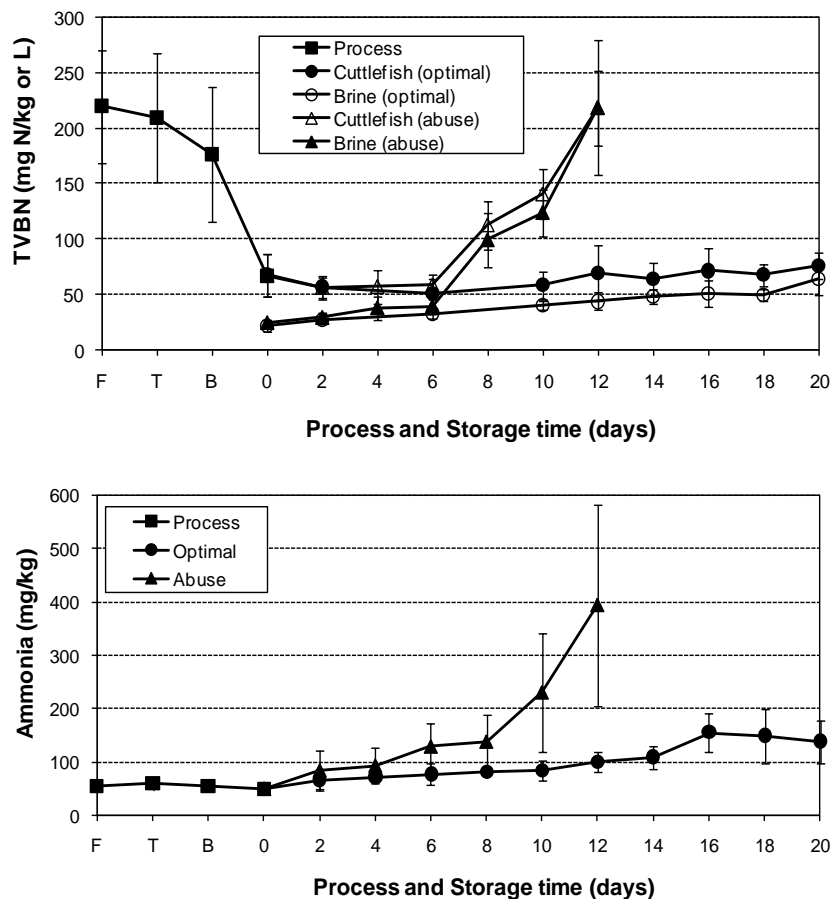 300
250
200
150
100
50
0
TVBN (mg N/kg or L)
Process
Cuttlefish (optimal)
Brine (optimal)
Cuttlefish (abuse)
Brine (abuse)
F T B 0 2 4 6 8 10 12 14 16 18 20
Process and Storage time (days)
600
500
400
300
200
100
0
Ammonia (mg/kg)
Process
Optimal
Abuse
F T B 0 2 4 6 8 10 12 14 16 18 20
Process and Storage time (days)